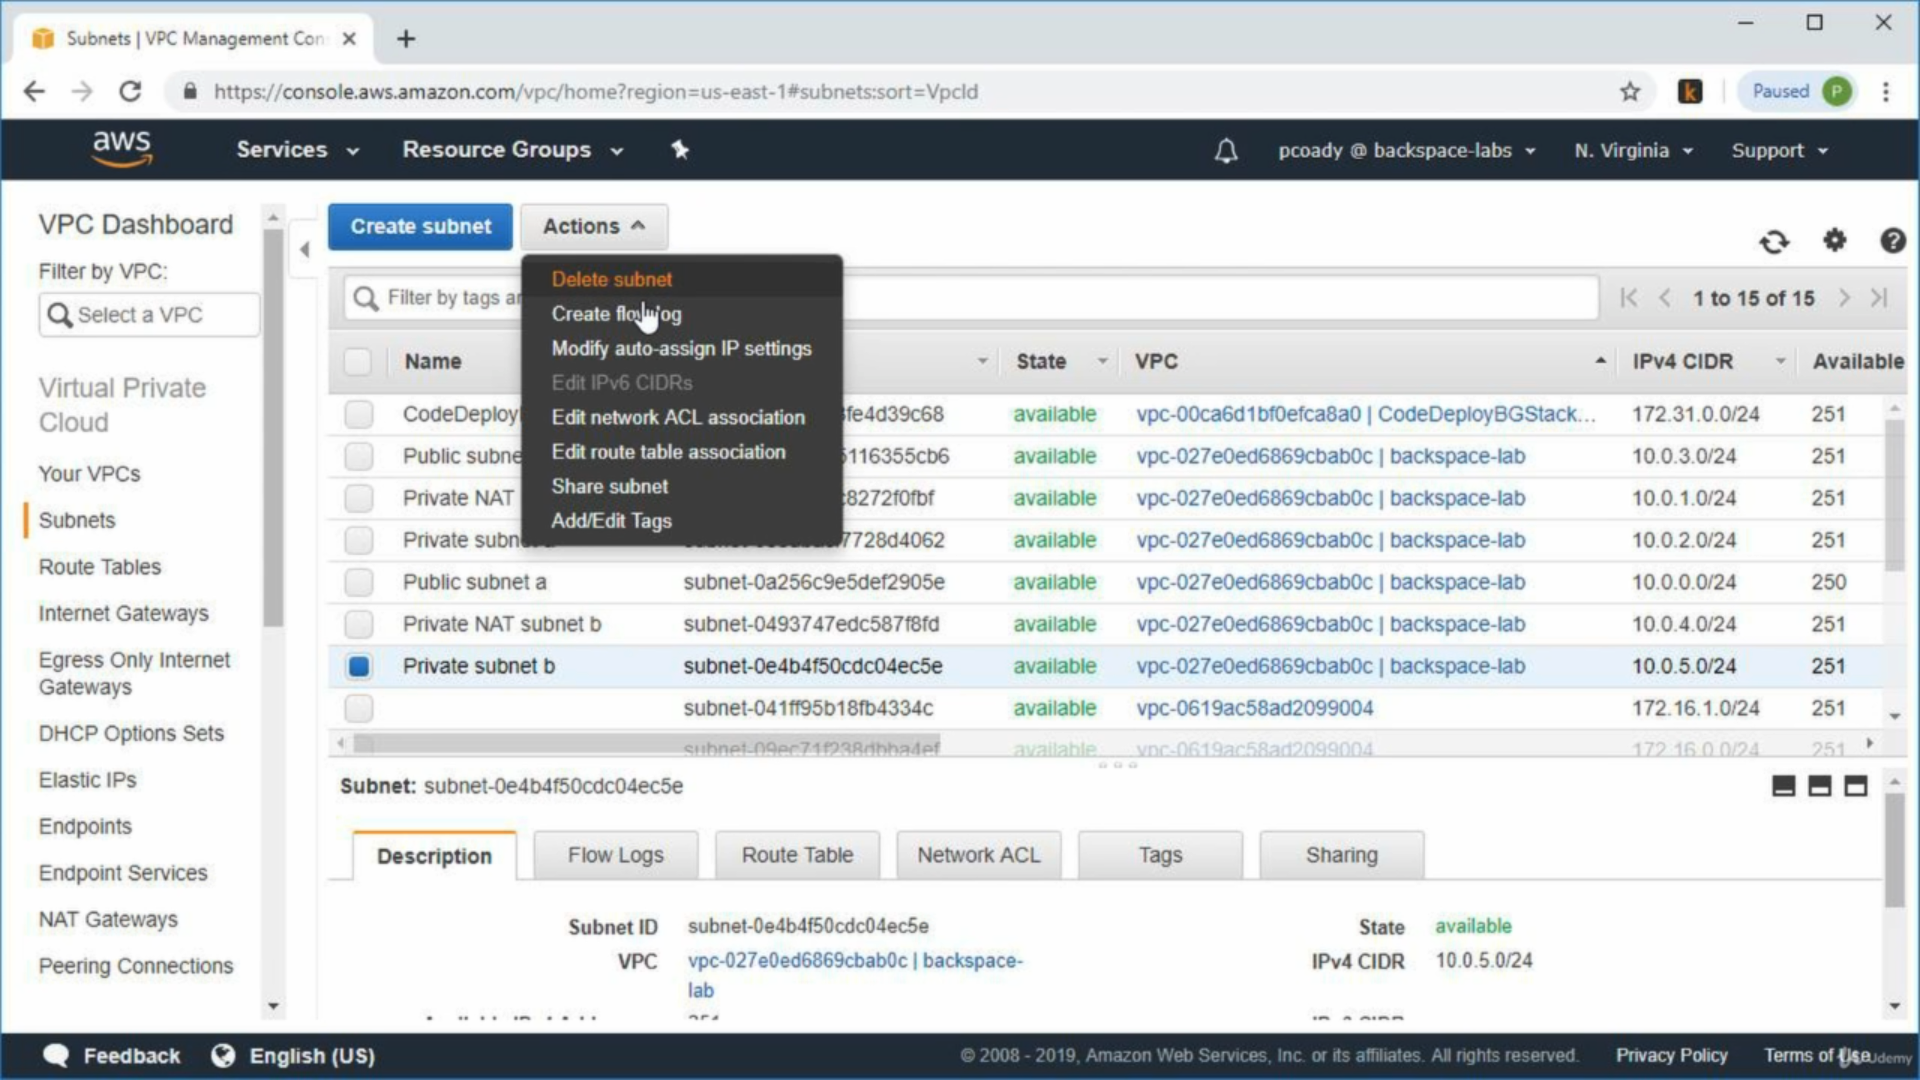 Subnets | VPC Management Con
https://console.aws.amazon.com/vpc/home?region=us-east-1#subnets:sort=VpcId
k
Paused
P
aws
Services
Resource Groups
pcoady @ backspace-labs
N. Virginia
Support
VPC Dashboard
Filter by VPC:
Select a VPC
Virtual Private
Cloud
Your VPCs
Subnets
Route Tables
Internet Gateways
Egress Only Internet
Gateways
DHCP Options Sets
Elastic IPs
Endpoints
Endpoint Services
NAT Gateways
Peering Connections
Create subnet
Actions
Delete subnet
Create flow log
Modify auto-assign IP settings
Edit IPv6 CIDRs
Edit network ACL association
Edit route table association
Share subnet
Add/Edit Tags
Filter by tags
1 to 15 of 15
Name State VPC IPv4 CIDR Available
CodeDeploy fe4d39c68 available vpc-00ca6d1bf0efca8a0 | CodeDeployBGStack... 172.31.0.0/24 251
Public subne 116355cb6 available vpc-027e0ed6869cbab0c | backspace-lab 10.0.3.0/24 251
Private NAT c8272f0fbf available vpc-027e0ed6869cbab0c | backspace-lab 10.0.1.0/24 251
Private subn 7728d4062 available vpc-027e0ed6869cbab0c | backspace-lab 10.0.2.0/24 251
Public subnet a subnet-0a256c9e5def2905e available vpc-027e0ed6869cbab0c | backspace-lab 10.0.0.0/24 250
Private NAT subnet b subnet-0493747edc587f8fd available vpc-027e0ed6869cbab0c | backspace-lab 10.0.4.0/24 251
Private subnet b subnet-0e4b4f50cdc04ec5e available vpc-027e0ed6869cbab0c | backspace-lab 10.0.5.0/24 251
subnet-041ff95b18fb4334c available vpc-0619ac58ad2099004 172.16.1.0/24 251
subnet-09ec71f238dbba4ef available vpc-0619ac58ad2099004 172.16.0.0/24 251
Subnet: subnet-0e4b4f50cdc04ec5e
Description
Flow Logs
Route Table
Network ACL
Tags
Sharing
Subnet ID subnet-0e4b4f50cdc04ec5e
State available
VPC vpc-027e0ed6869cbab0c | backspace-
lab
IPv4 CIDR 10.0.5.0/24
Feedback
English (US)
© 2008 - 2019, Amazon Web Services, Inc. or its affiliates. All rights reserved.
Privacy Policy
Terms of Use
Udemy